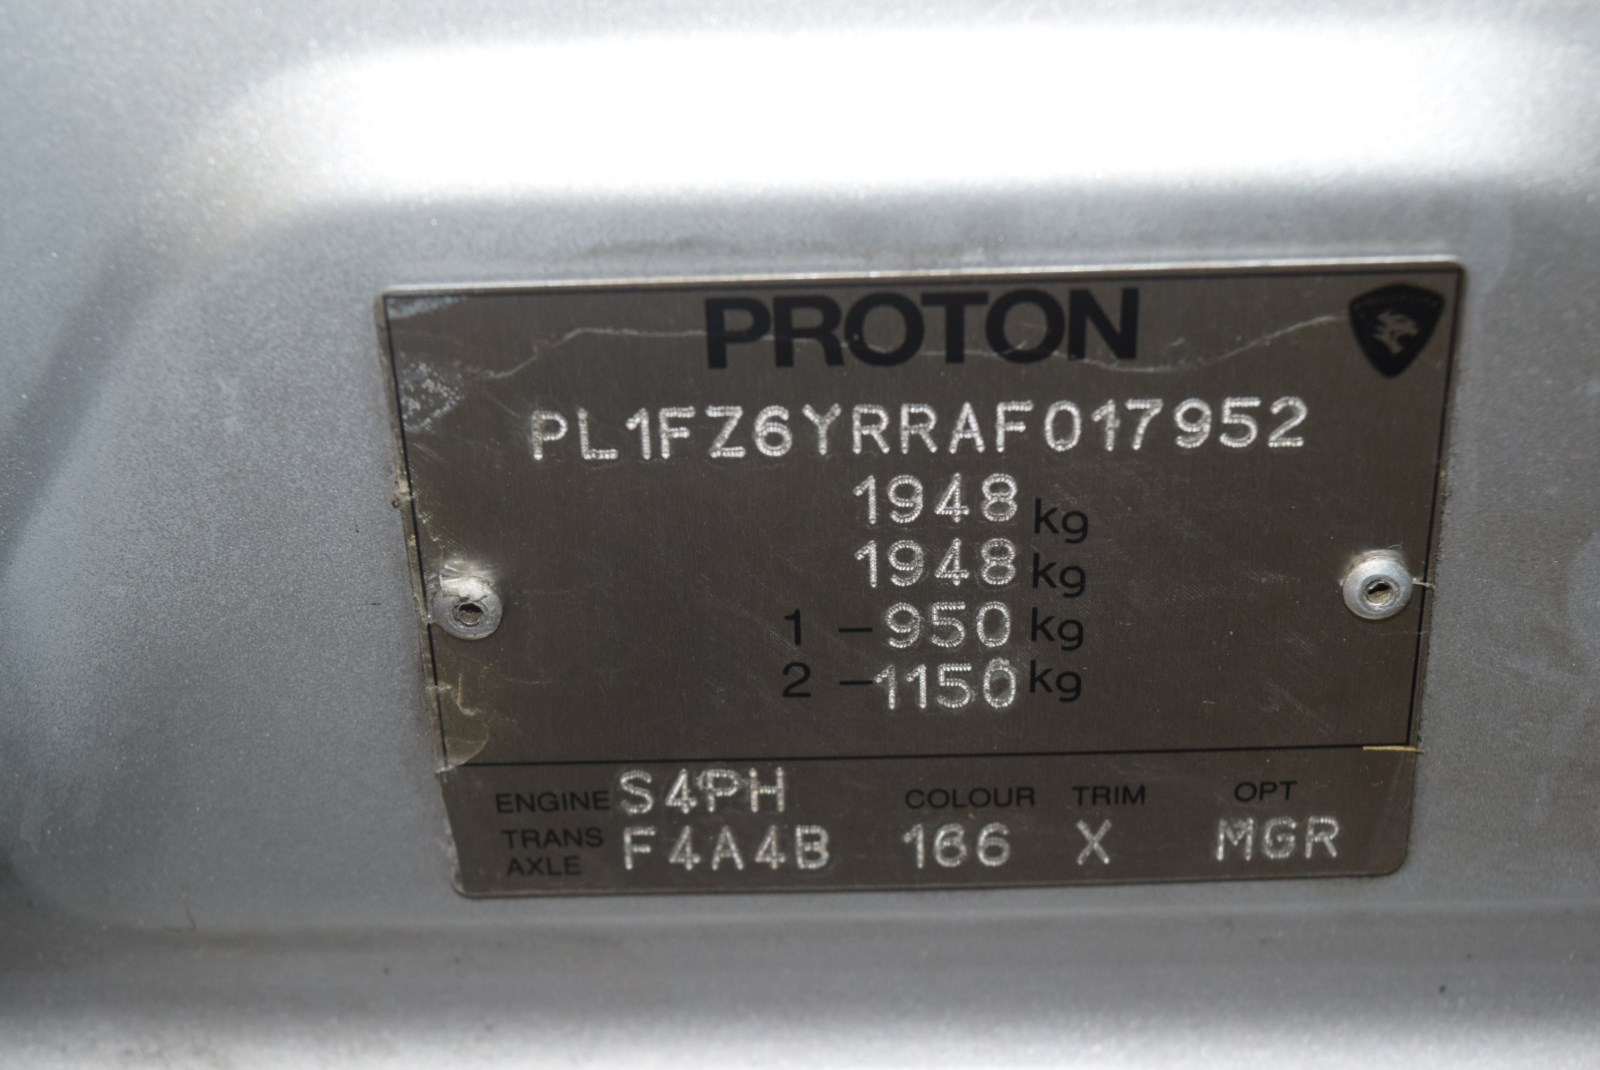 PROTON
PL1FZ6YRRAF017952
1948 kg
1948 kg
1 - 950 kg
2 - 1150 kg
ENGINE S4PH COLOUR TRIM OPT
TRANS AXLE F4A4B 166 X MGR